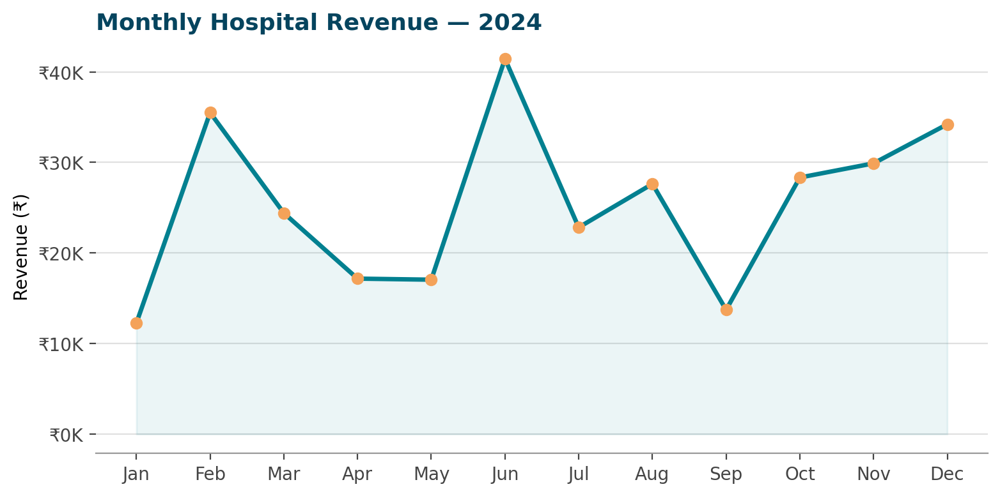 Monthly Hospital Revenue — 2024
₹40K
₹30K
₹20K
₹10K
₹0K
Revenue (₹)
Jan Feb Mar Apr May Jun Jul Aug Sep Oct Nov Dec